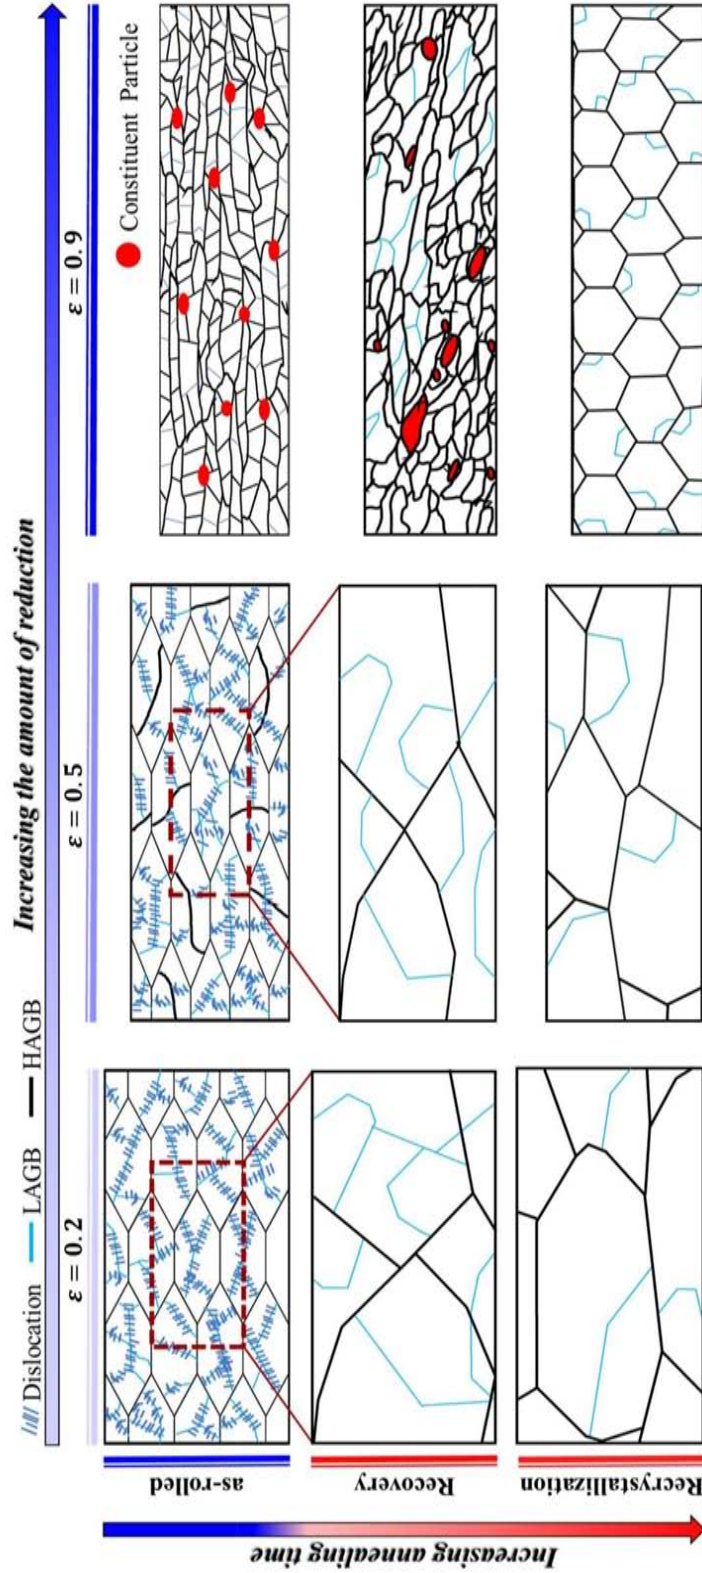 Increasing the amount of reduction
Dislocation LAGB HAGB
ε = 0.2
ε = 0.5
ε = 0.9
Constituent Particle
as-rolled
Recovery
Recrystallization
Increasing annealing time